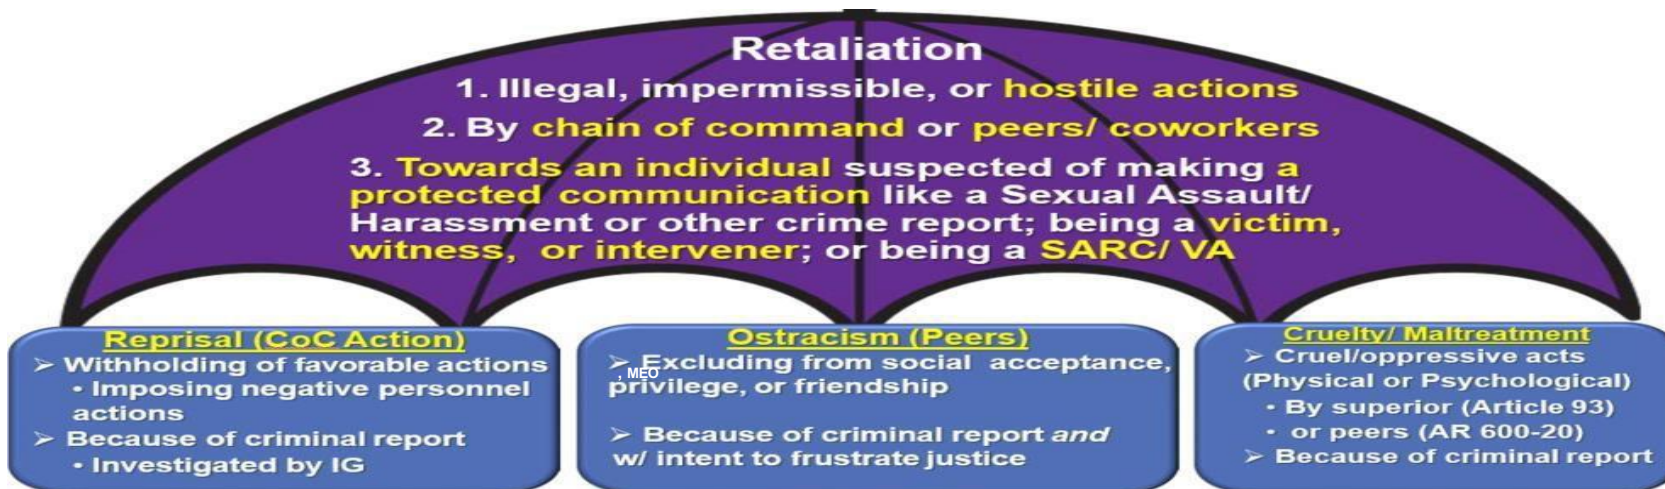 Retaliation
1. Illegal, impermissible, or hostile actions
2. By chain of command or peers/ coworkers
3. Towards an individual suspected of making a
protected communication like a Sexual Assault/
Harassment or other crime report; being a victim,
witness, or intervener; or being a SARC/ VA
Reprisal (CoC Action)
➢ Withholding of favorable actions
• Imposing negative personnel
actions
➢ Because of criminal report
• Investigated by IG
Ostracism (Peers)
➢ Excluding from social acceptance,
, MEO
privilege, or friendship
➢ Because of criminal report and
w/ intent to frustrate justice
Cruelty/ Maltreatment
➢ Cruel/oppressive acts
(Physical or Psychological)
• By superior (Article 93)
• or peers (AR 600-20)
➢ Because of criminal report